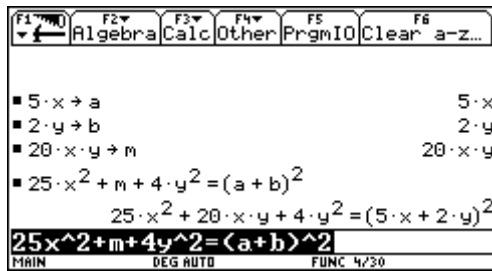 F1 F2 F3 F4 F5 F6
Algebra Calc Other PrgmIO Clear a-z…
▪ 5·x → a 5·x
▪ 2·y → b 2·y
▪ 20·x·y → m 20·x·y
▪ 25·x² + m + 4·y² = (a + b)²
25·x² + 20·x·y + 4·y² = (5·x + 2·y)²
25x^2+m+4y^2=(a+b)^2
MAIN DEG AUTO FUNC 4/30